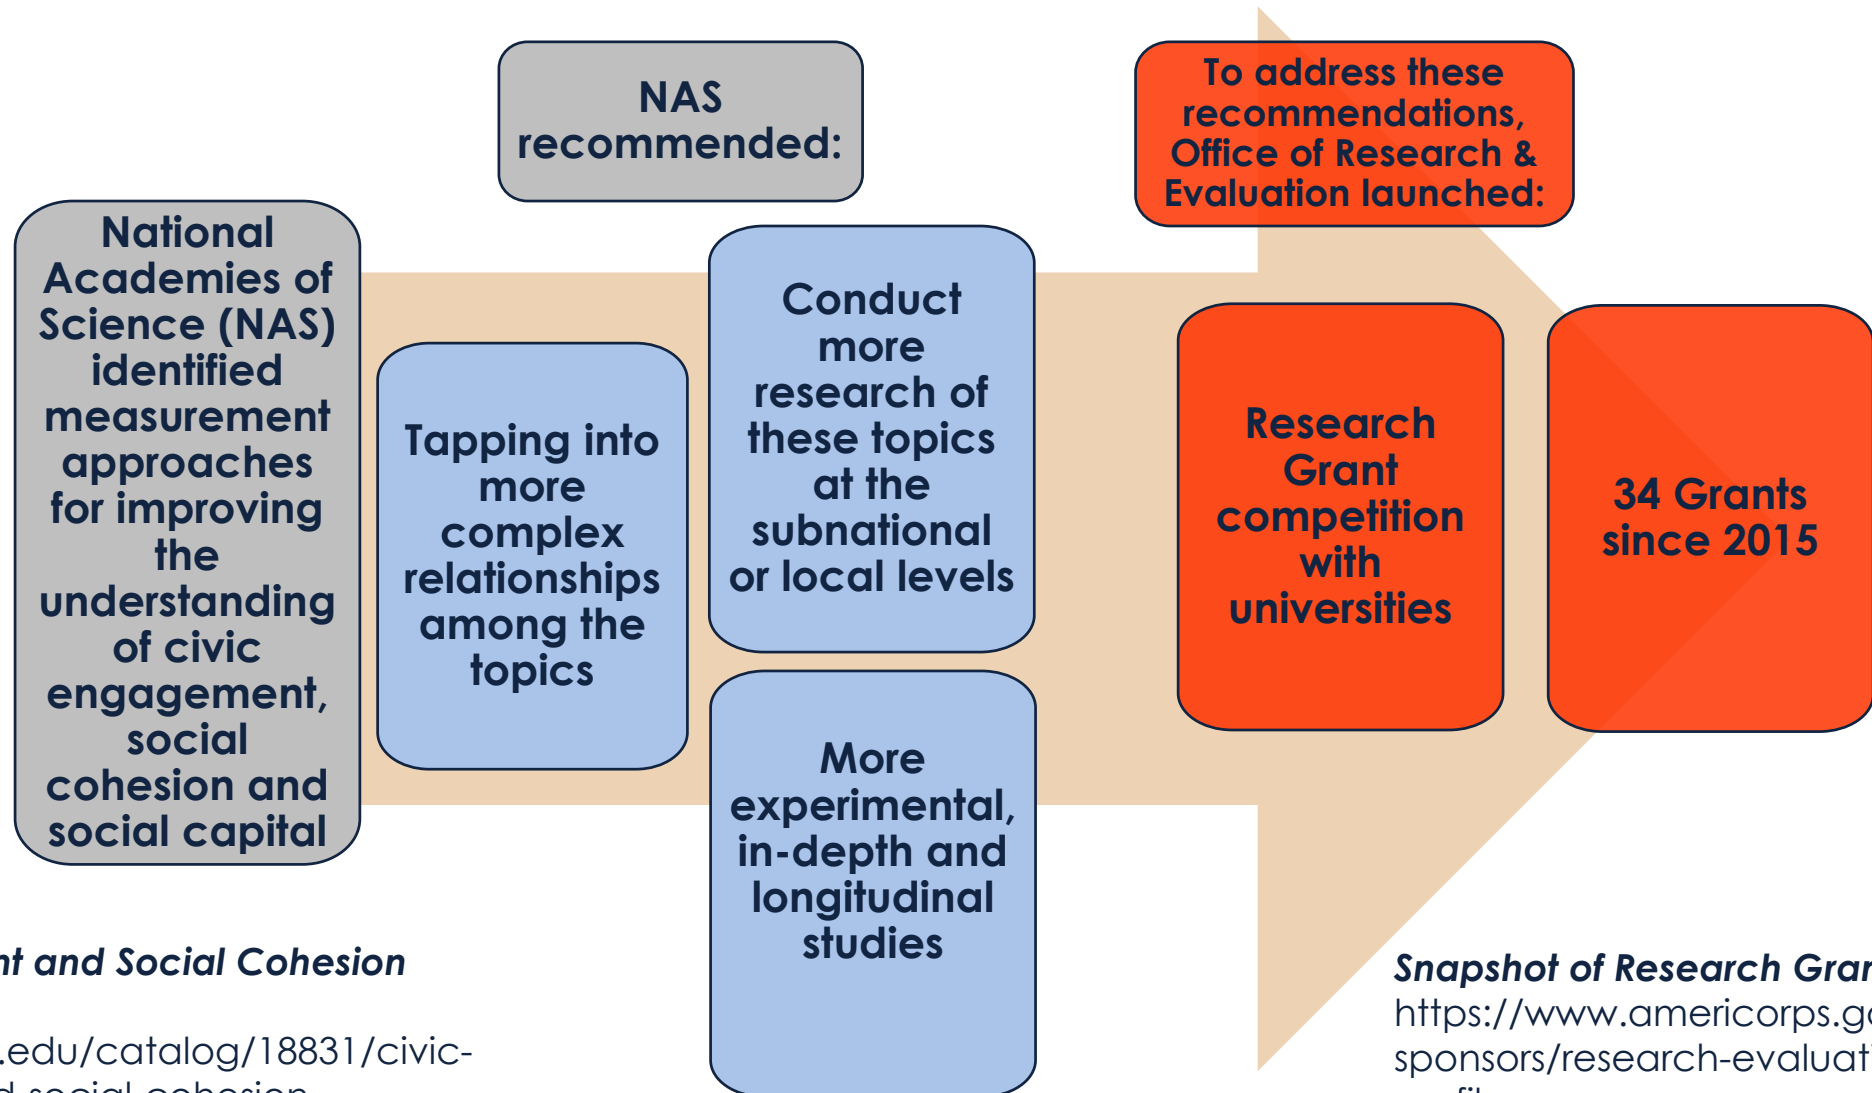 NAS
recommended:
To address these
recommendations,
Office of Research &
Evaluation launched:
National
Academies of
Science (NAS)
identified
measurement
approaches
for improving
the
understanding
of civic
engagement,
social
cohesion and
social capital
Tapping into
more
complex
relationships
among the
topics
Conduct
more
research of
these topics
at the
subnational
or local levels
More
experimental,
in-depth and
longitudinal
studies
Research
Grant
competition
with
universities
34 Grants
since 2015
nt and Social Cohesion
.edu/catalog/18831/civic-
d-social-cohesion
Snapshot of Research Gran
https://www.americorps.go
sponsors/research-evaluati